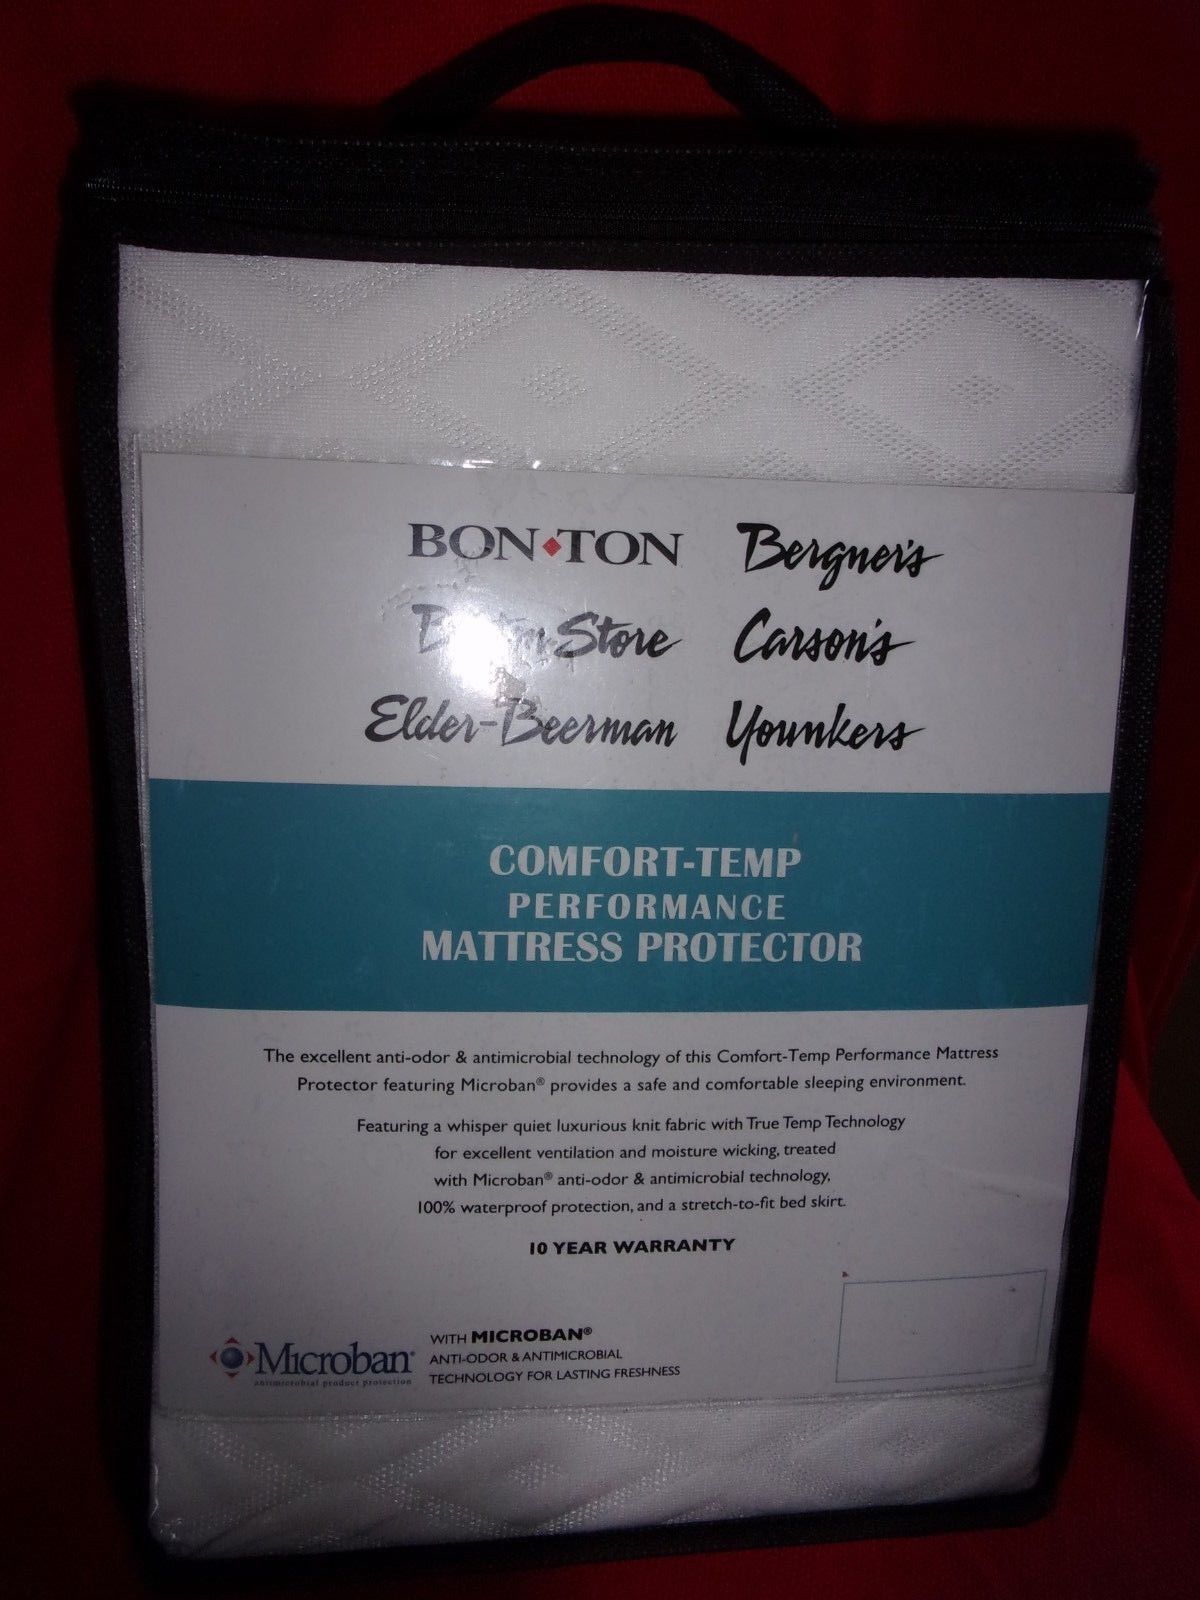 BON TON Bergner's
Store Carson's
Elder-Beerman Younkers
COMFORT-TEMP
PERFORMANCE
MATTRESS PROTECTOR
The excellent anti-odor & antimicrobial technology of this Comfort-Temp Performance Mattress
Protector featuring Microban® provides a safe and comfortable sleeping environment.
Featuring a whisper quiet luxurious knit fabric with True Temp Technology
for excellent ventilation and moisture wicking, treated
with Microban® anti-odor & antimicrobial technology,
100% waterproof protection, and a stretch-to-fit bed skirt.
10 YEAR WARRANTY
Microban®
antimicrobial product protection
WITH MICROBAN®
ANTI-ODOR & ANTIMICROBIAL
TECHNOLOGY FOR LASTING FRESHNESS